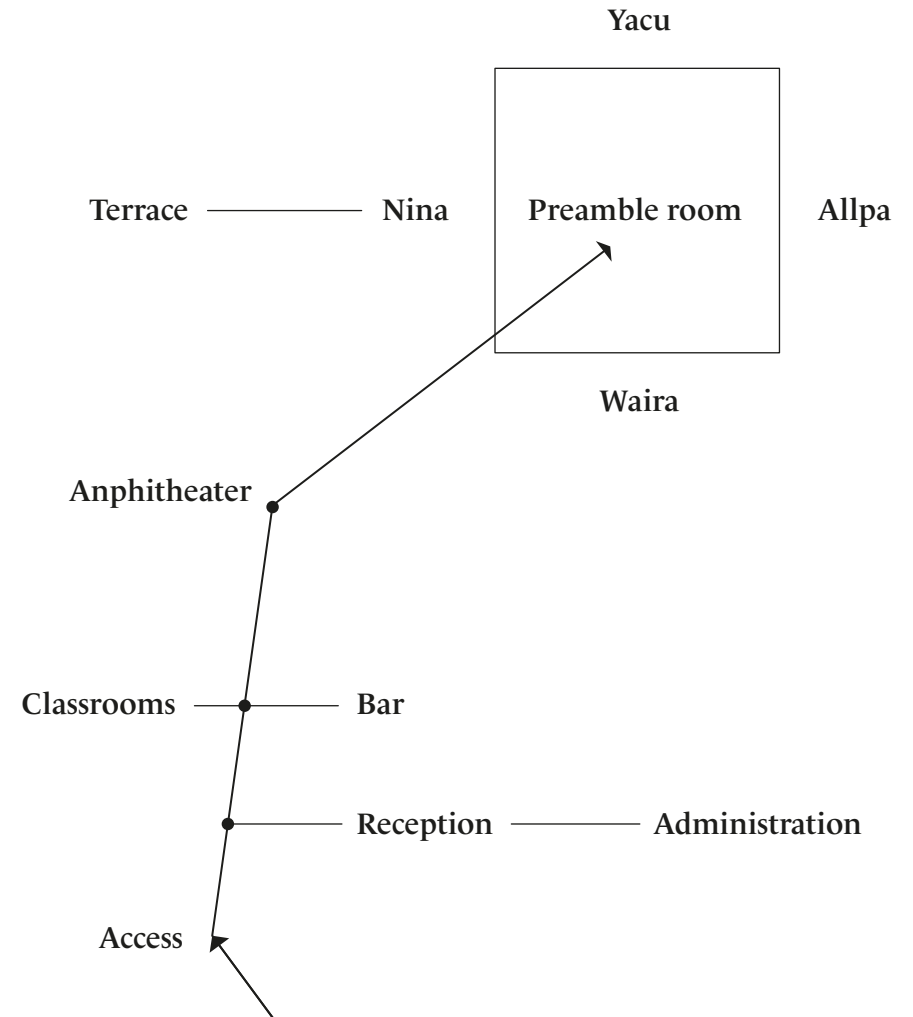 Yacu
Terrace
Nina
Preamble room
Allpa
Waira
Anphitheater
Classrooms
Bar
Reception
Administration
Access